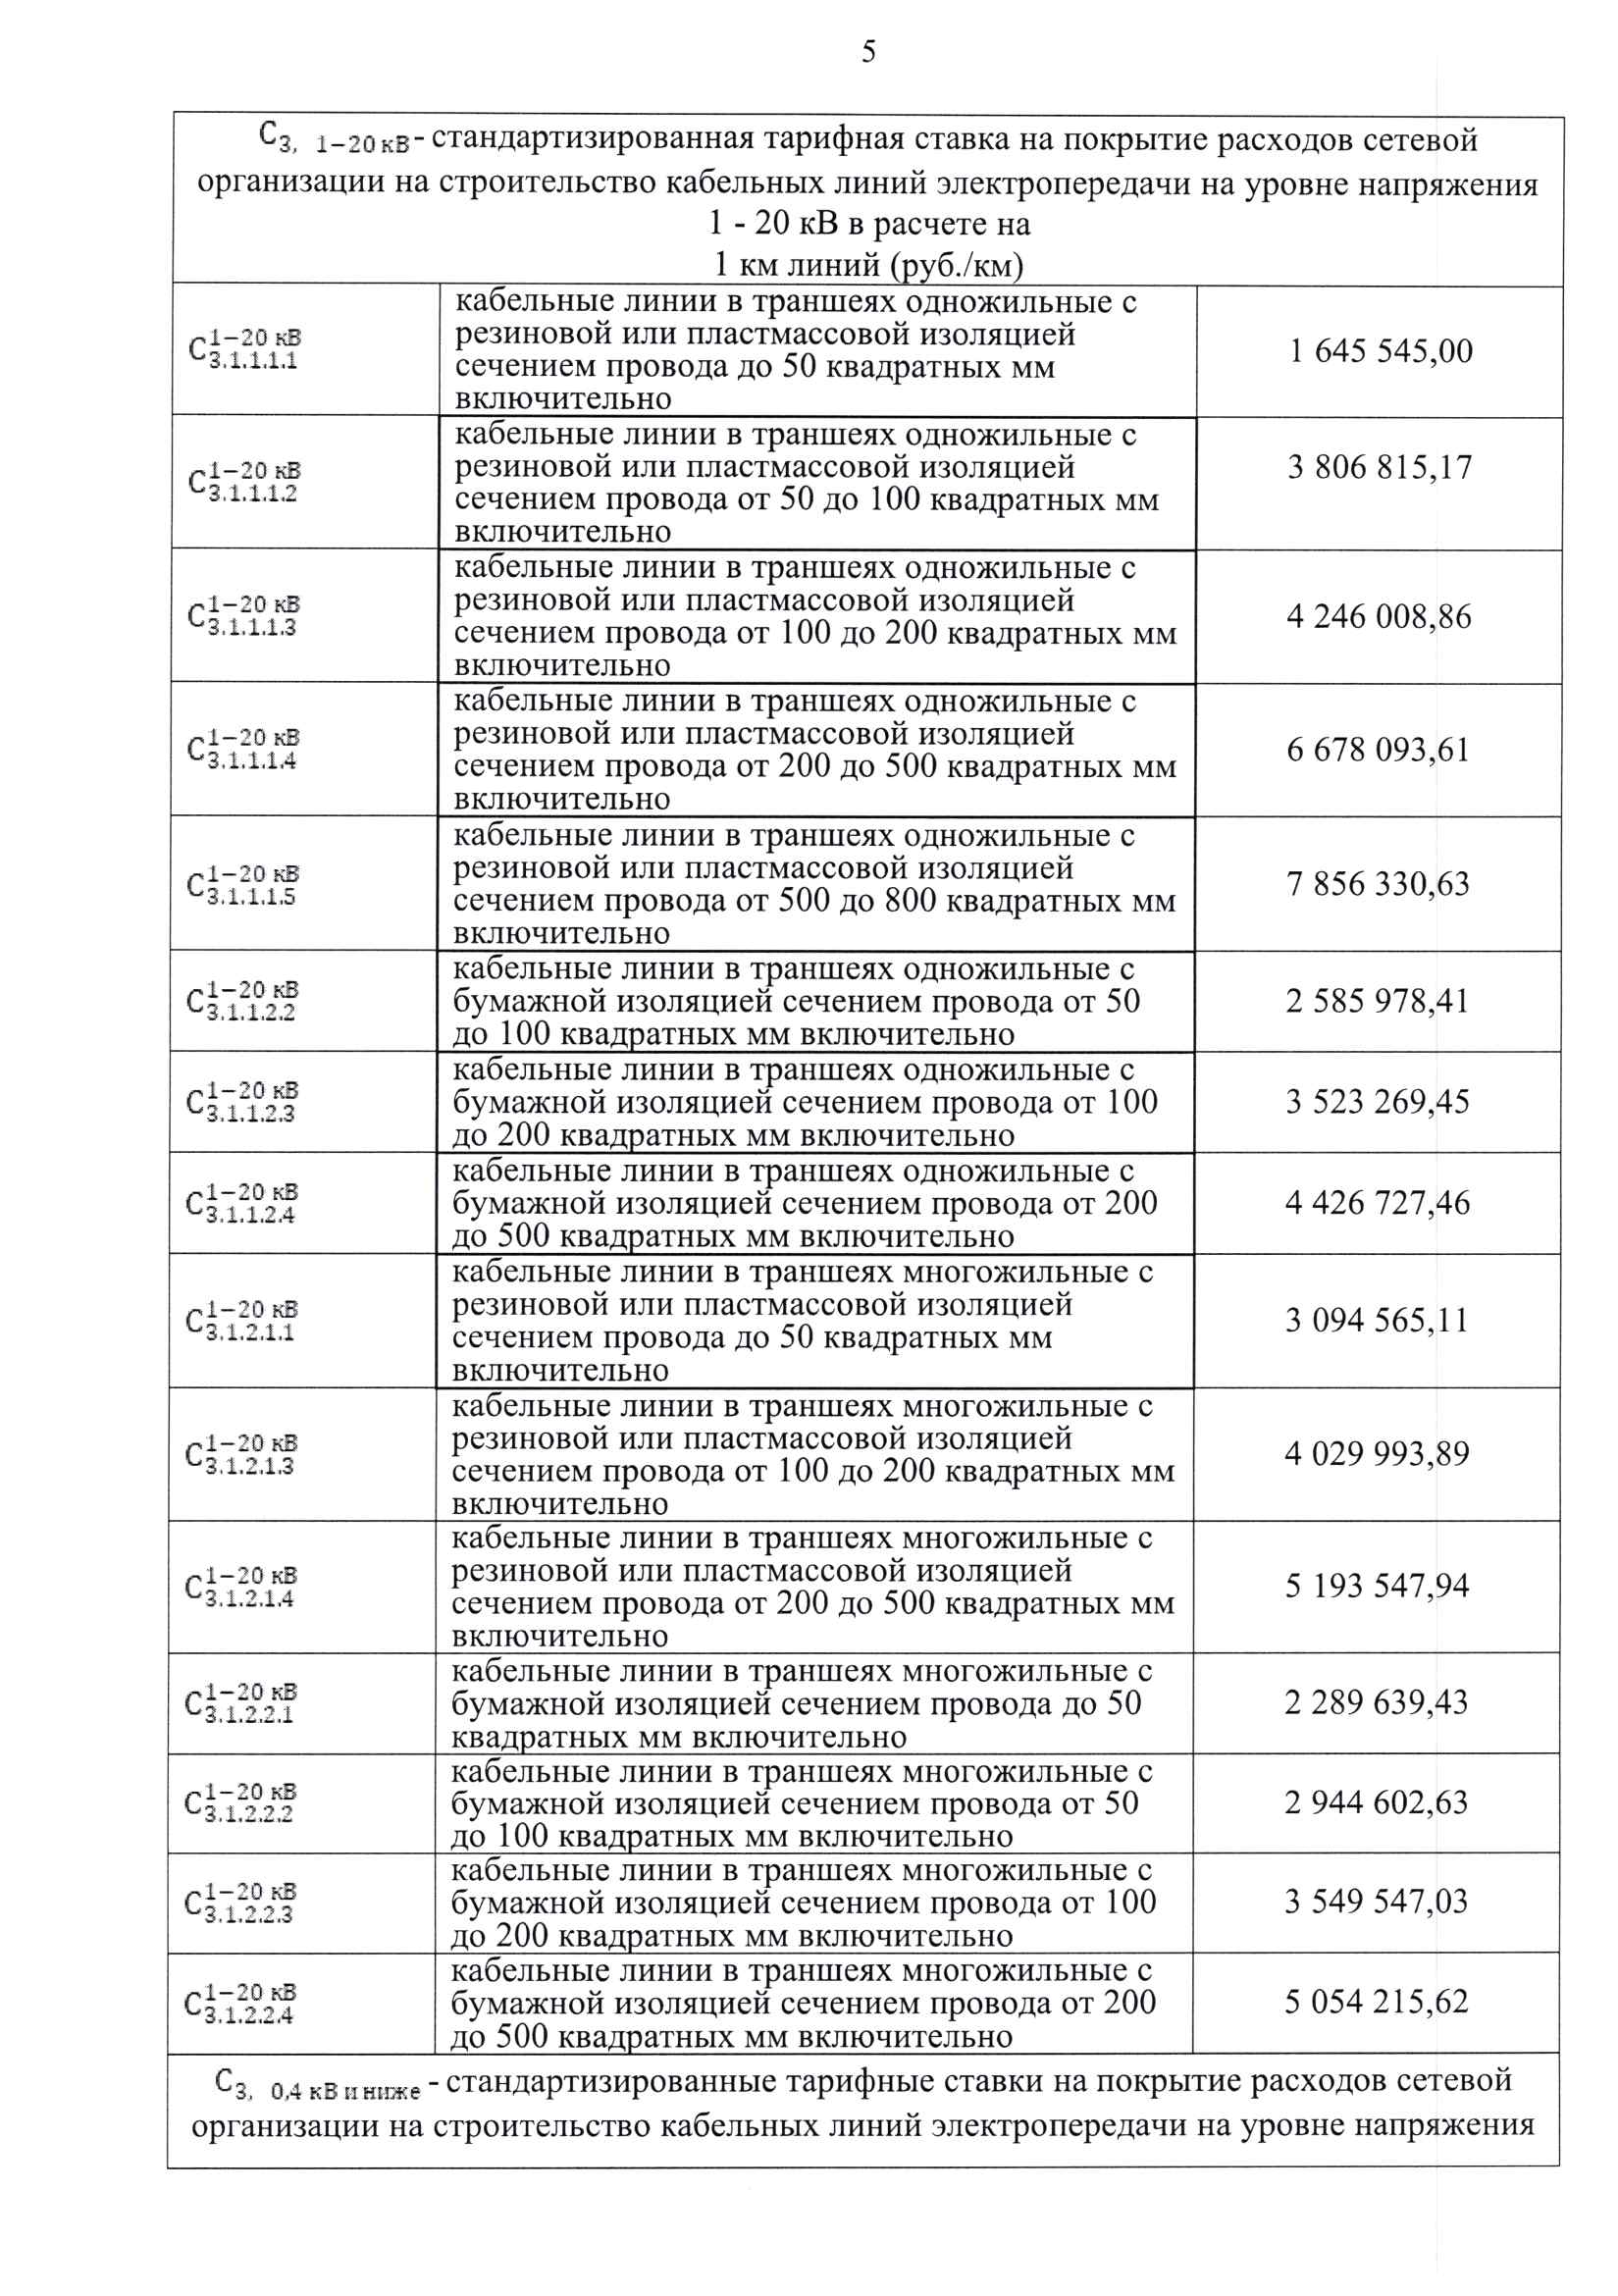 5
С3, 1–20 кВ - стандартизированная тарифная ставка на покрытие расходов сетевой
организации на строительство кабельных линий электропередачи на уровне напряжения
1 - 20 кВ в расчете на
1 км линий (руб./км)
С 1–20 кВ 3.1.1.1.1
кабельные линии в траншеях одножильные с
резиновой или пластмассовой изоляцией
сечением провода до 50 квадратных мм
включительно
1 645 545,00
С 1–20 кВ 3.1.1.1.2
кабельные линии в траншеях одножильные с
резиновой или пластмассовой изоляцией
сечением провода от 50 до 100 квадратных мм
включительно
3 806 815,17
С 1–20 кВ 3.1.1.1.3
кабельные линии в траншеях одножильные с
резиновой или пластмассовой изоляцией
сечением провода от 100 до 200 квадратных мм
включительно
4 246 008,86
С 1–20 кВ 3.1.1.1.4
кабельные линии в траншеях одножильные с
резиновой или пластмассовой изоляцией
сечением провода от 200 до 500 квадратных мм
включительно
6 678 093,61
С 1–20 кВ 3.1.1.1.5
кабельные линии в траншеях одножильные с
резиновой или пластмассовой изоляцией
сечением провода от 500 до 800 квадратных мм
включительно
7 856 330,63
С 1–20 кВ 3.1.1.2.2
кабельные линии в траншеях одножильные с
бумажной изоляцией сечением провода от 50
до 100 квадратных мм включительно
2 585 978,41
С 1–20 кВ 3.1.1.2.3
кабельные линии в траншеях одножильные с
бумажной изоляцией сечением провода от 100
до 200 квадратных мм включительно
3 523 269,45
С 1–20 кВ 3.1.1.2.4
кабельные линии в траншеях одножильные с
бумажной изоляцией сечением провода от 200
до 500 квадратных мм включительно
4 426 727,46
С 1–20 кВ 3.1.2.1.1
кабельные линии в траншеях многожильные с
резиновой или пластмассовой изоляцией
сечением провода до 50 квадратных мм
включительно
3 094 565,11
С 1–20 кВ 3.1.2.1.3
кабельные линии в траншеях многожильные с
резиновой или пластмассовой изоляцией
сечением провода от 100 до 200 квадратных мм
включительно
4 029 993,89
С 1–20 кВ 3.1.2.1.4
кабельные линии в траншеях многожильные с
резиновой или пластмассовой изоляцией
сечением провода от 200 до 500 квадратных мм
включительно
5 193 547,94
С 1–20 кВ 3.1.2.2.1
кабельные линии в траншеях многожильные с
бумажной изоляцией сечением провода до 50
квадратных мм включительно
2 289 639,43
С 1–20 кВ 3.1.2.2.2
кабельные линии в траншеях многожильные с
бумажной изоляцией сечением провода от 50
до 100 квадратных мм включительно
2 944 602,63
С 1–20 кВ 3.1.2.2.3
кабельные линии в траншеях многожильные с
бумажной изоляцией сечением провода от 100
до 200 квадратных мм включительно
3 549 547,03
С 1–20 кВ 3.1.2.2.4
кабельные линии в траншеях многожильные с
бумажной изоляцией сечением провода от 200
до 500 квадратных мм включительно
5 054 215,62
С3, 0,4 кВ и ниже - стандартизированные тарифные ставки на покрытие расходов сетевой
организации на строительство кабельных линий электропередачи на уровне напряжения